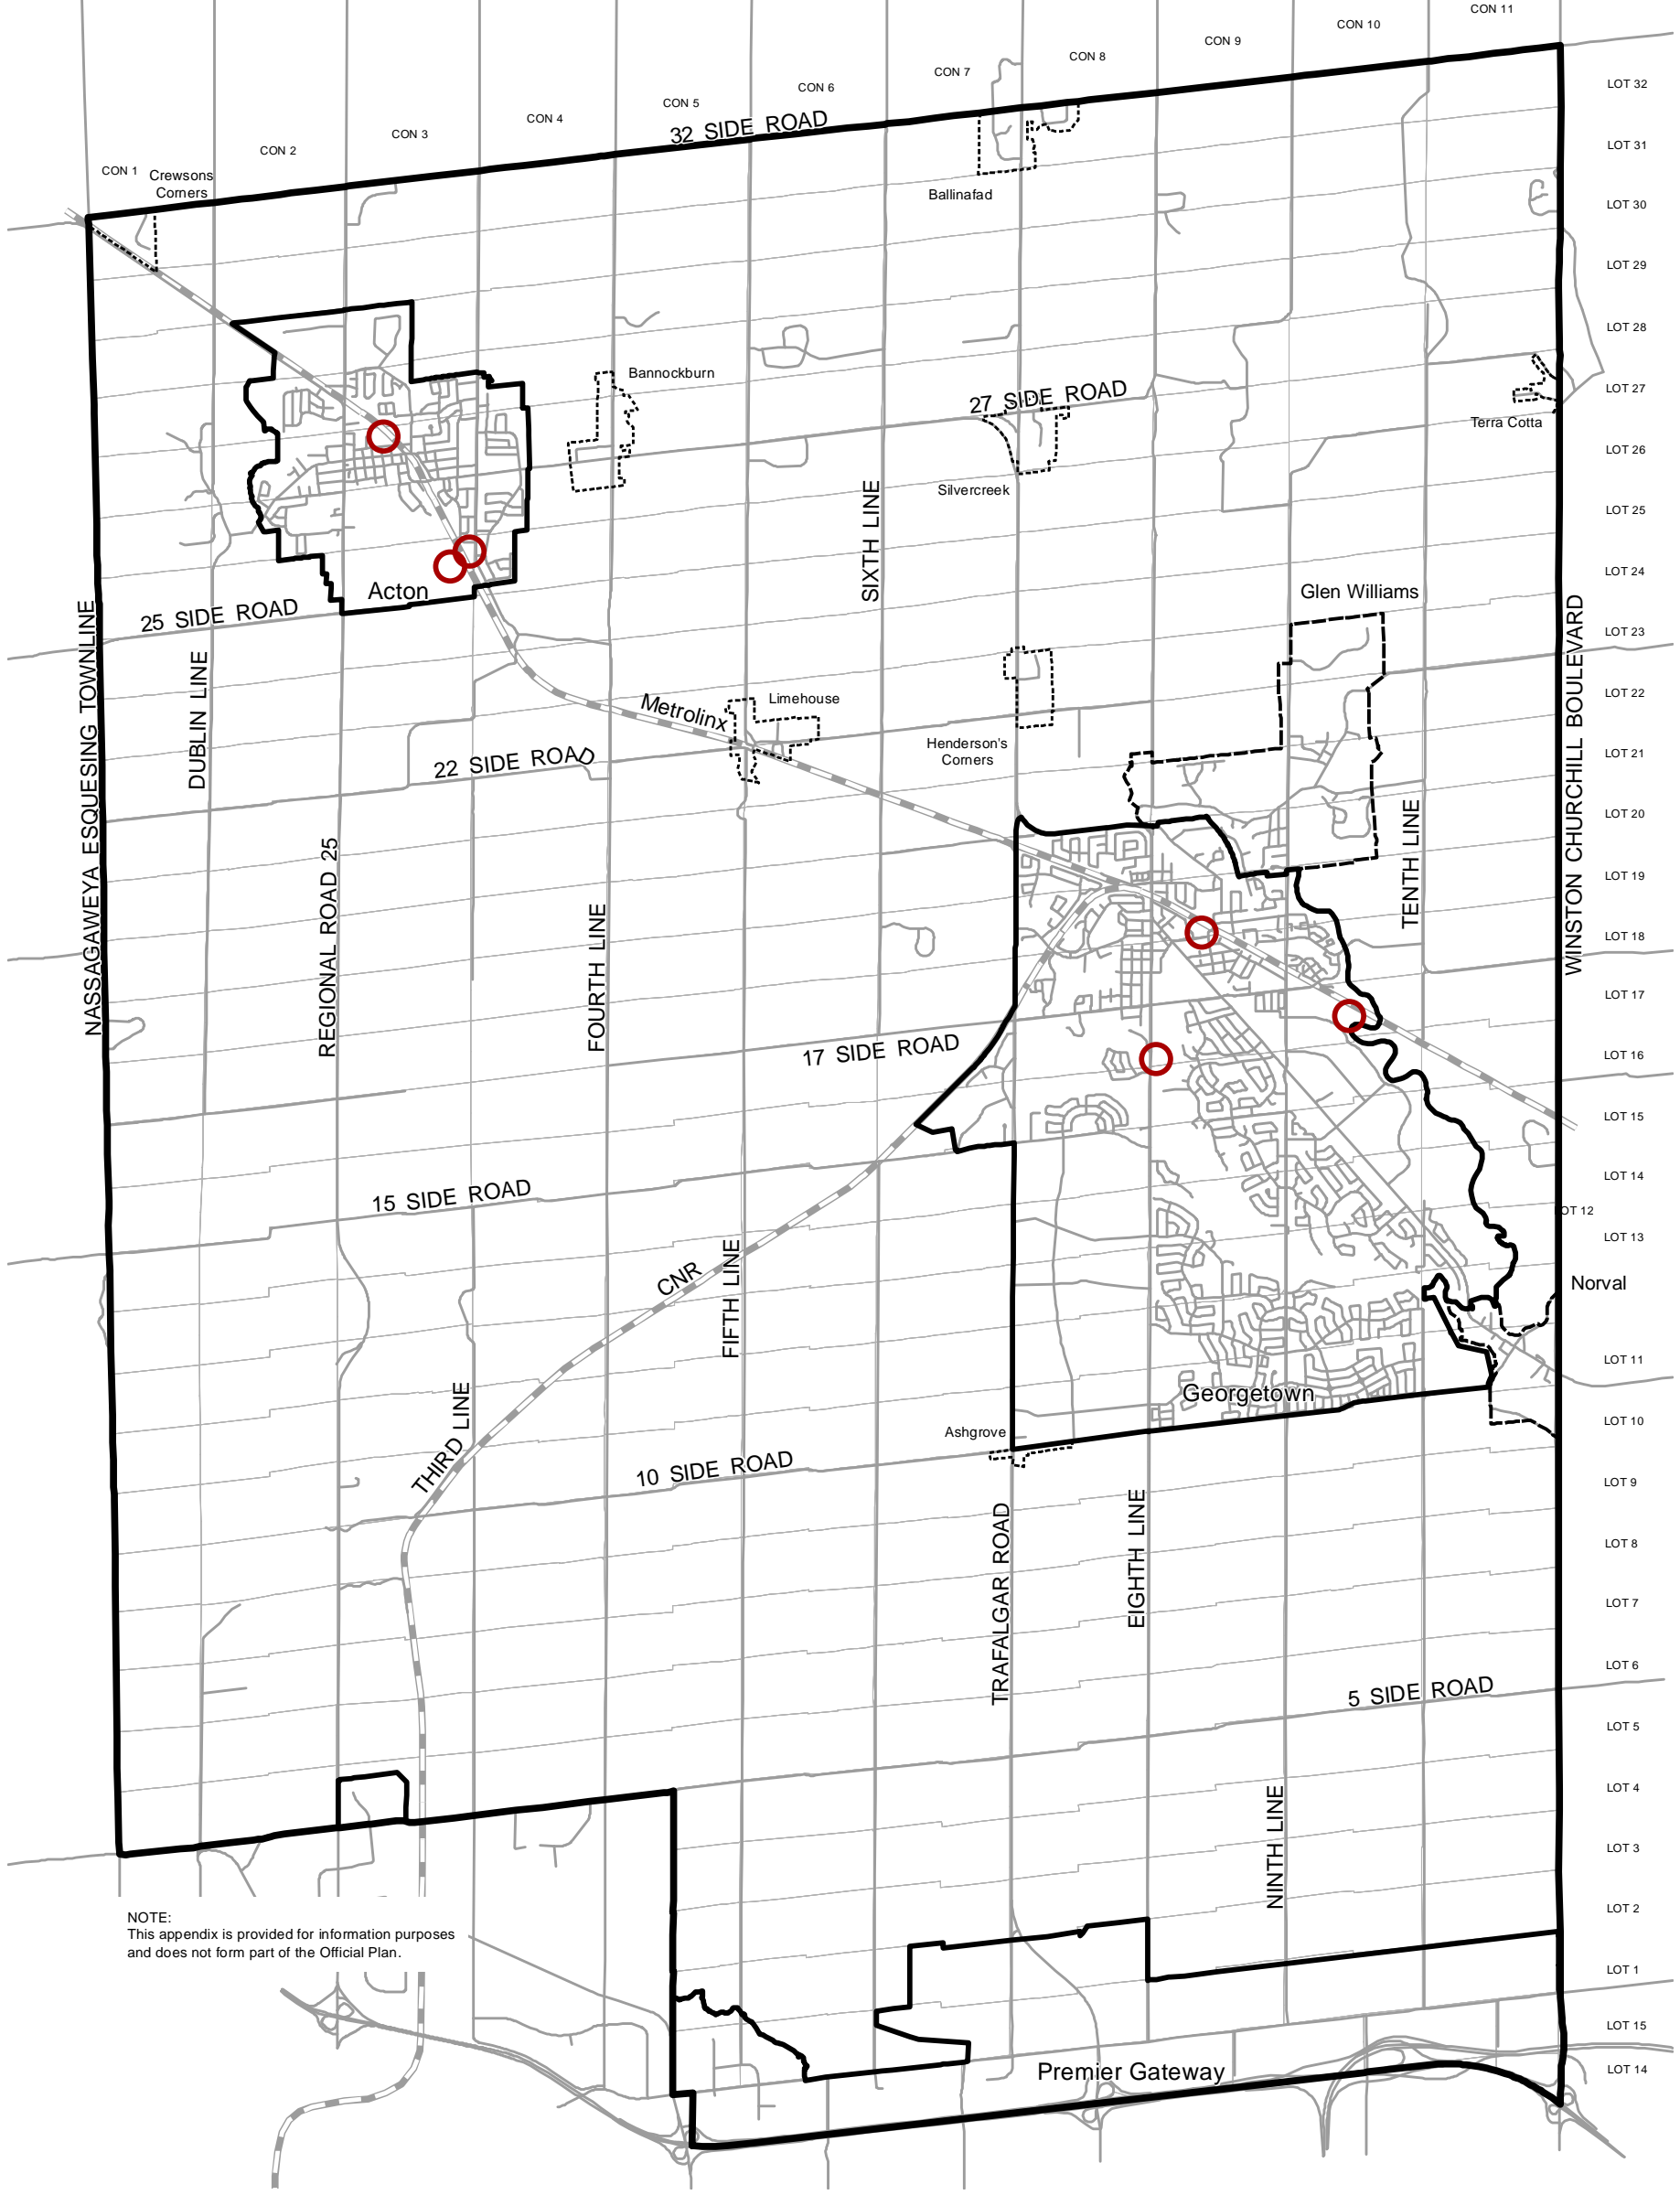 CON 11
CON 10
CON 9
CON 8
CON 7
CON 6
CON 5
CON 4
CON 3
CON 2
CON 1
32 SIDE ROAD
LOT 32
LOT 31
LOT 30
LOT 29
LOT 28
LOT 27
LOT 26
LOT 25
LOT 24
LOT 23
LOT 22
LOT 21
LOT 20
LOT 19
LOT 18
LOT 17
LOT 16
LOT 15
LOT 14
OT 12
LOT 13
LOT 11
LOT 10
LOT 9
LOT 8
LOT 7
LOT 6
LOT 5
LOT 4
LOT 3
LOT 2
LOT 1
LOT 15
LOT 14
Crewsons
Corners
Ballinafad
Bannockburn
27 SIDE ROAD
Terra Cotta
Silvercreek
SIXTH LINE
Acton
25 SIDE ROAD
Glen Williams
NASSAGAWEYA ESQUESING TOWNLINE
DUBLIN LINE
WINSTON CHURCHILL BOULEVARD
Metrolinx
Limehouse
Henderson's
Corners
22 SIDE ROAD
TENTH LINE
REGIONAL ROAD 25
FOURTH LINE
17 SIDE ROAD
15 SIDE ROAD
CNR
FIFTH LINE
Norval
THIRD LINE
Georgetown
Ashgrove
10 SIDE ROAD
TRAFALGAR ROAD
EIGHTH LINE
5 SIDE ROAD
NINTH LINE
NOTE:
This appendix is provided for information purposes
and does not form part of the Official Plan.
Premier Gateway